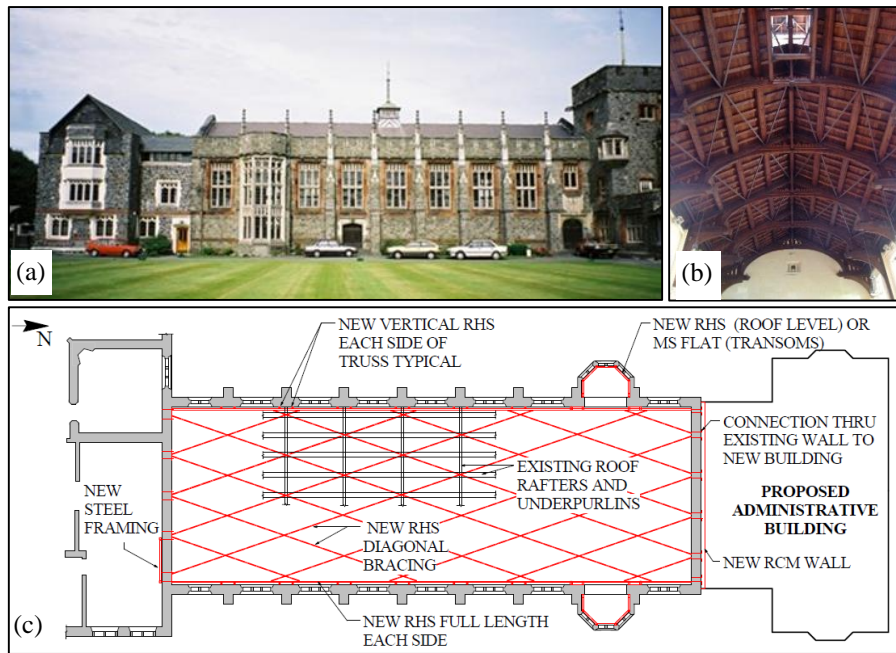 (a)
(b)
N
NEW VERTICAL RHS
EACH SIDE OF
TRUSS TYPICAL
NEW RHS (ROOF LEVEL) OR
MS FLAT (TRANSOMS)
CONNECTION THRU
EXISTING WALL TO
NEW BUILDING
EXISTING ROOF
RAFTERS AND
UNDERPURLINS
PROPOSED
ADMINISTRATIVE
BUILDING
NEW
STEEL
FRAMING
NEW RHS
DIAGONAL
BRACING
NEW RCM WALL
(c)
NEW RHS FULL LENGTH
EACH SIDE